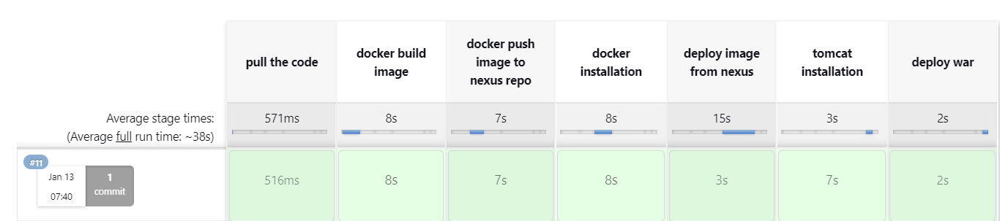 pull the code
docker build
image
docker push
image to
nexus repo
docker
installation
deploy image
from nexus
tomcat
installation
deploy war
Average stage times:
(Average full run time: ~38s)
571ms
8s
7s
8s
15s
3s
2s
#11
Jan 13
07:40
1
commit
516ms
8s
7s
8s
3s
7s
2s